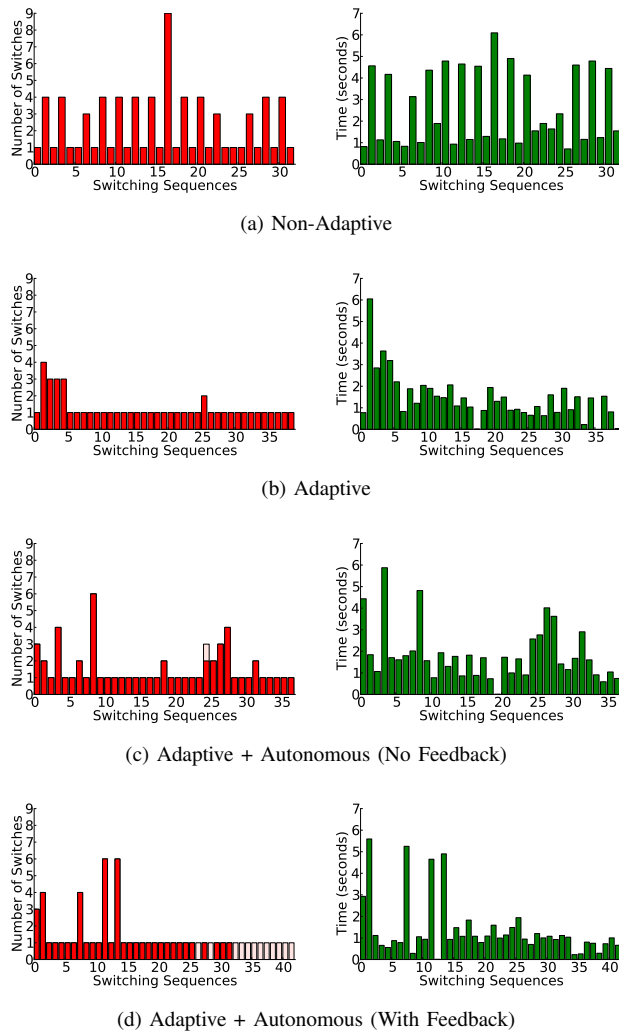 Number of Switches
9
8
7
6
5
4
3
2
1
0
0 5 10 15 20 25 30
Switching Sequences
Time (seconds)
7
6
5
4
3
2
1
0
0 5 10 15 20 25 30
Switching Sequences
(a) Non-Adaptive
Number of Switches
9
8
7
6
5
4
3
2
1
0
0 5 10 15 20 25 30 35
Switching Sequences
Time (seconds)
7
6
5
4
3
2
1
0
0 5 10 15 20 25 30 35
Switching Sequences
(b) Adaptive
Number of Switches
9
8
7
6
5
4
3
2
1
0
0 5 10 15 20 25 30 35
Switching Sequences
Time (seconds)
7
6
5
4
3
2
1
0
0 5 10 15 20 25 30 35
Switching Sequences
(c) Adaptive + Autonomous (No Feedback)
Number of Switches
9
8
7
6
5
4
3
2
1
0
0 5 10 15 20 25 30 35 40
Switching Sequences
Time (seconds)
7
6
5
4
3
2
1
0
0 5 10 15 20 25 30 35 40
Switching Sequences
(d) Adaptive + Autonomous (With Feedback)